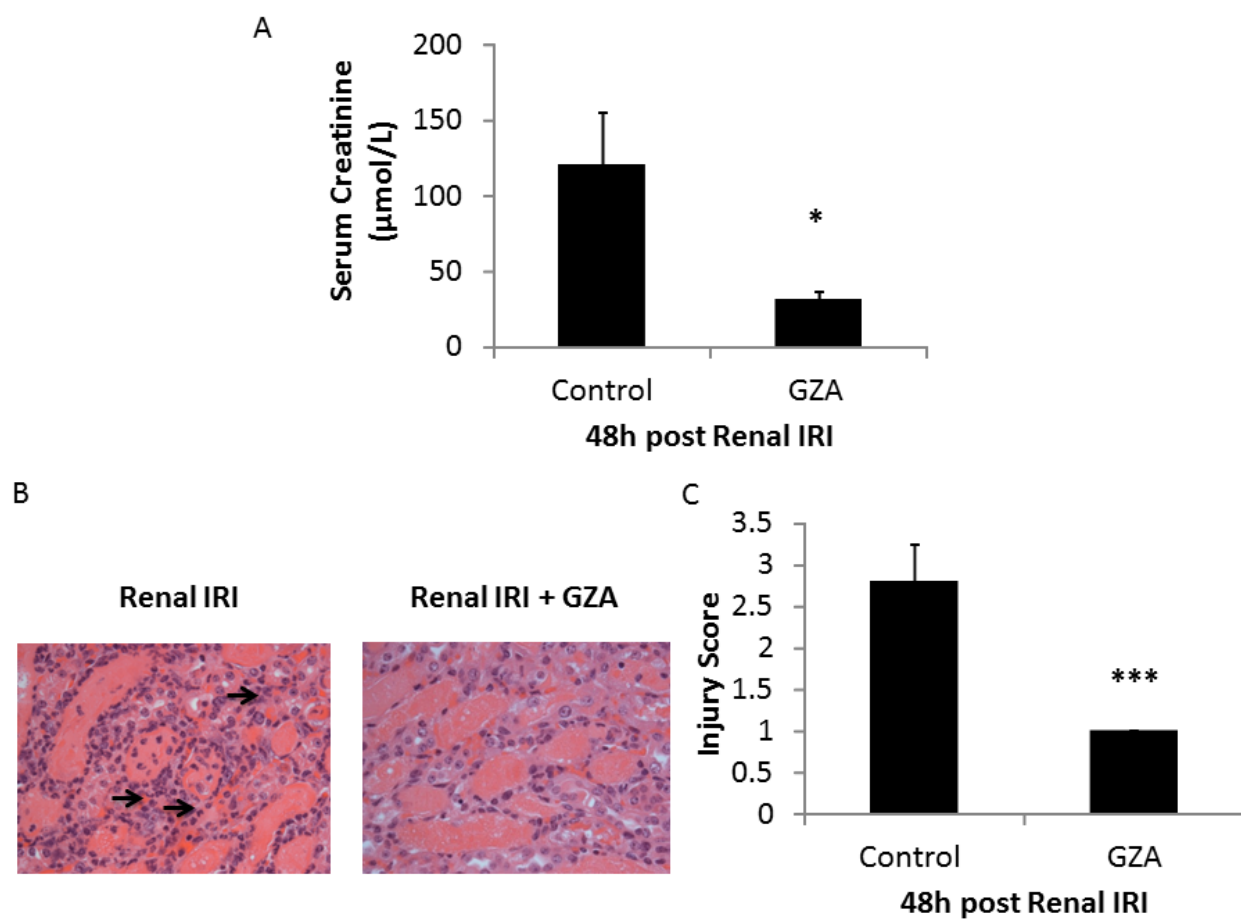 A
Serum Creatinine
(µmol/L)
200
150
100
50
0
*
Control GZA
48h post Renal IRI
B
Renal IRI Renal IRI + GZA
C
Injury Score
3.5
3
2.5
2
1.5
1
0.5
0
***
Control GZA
48h post Renal IRI